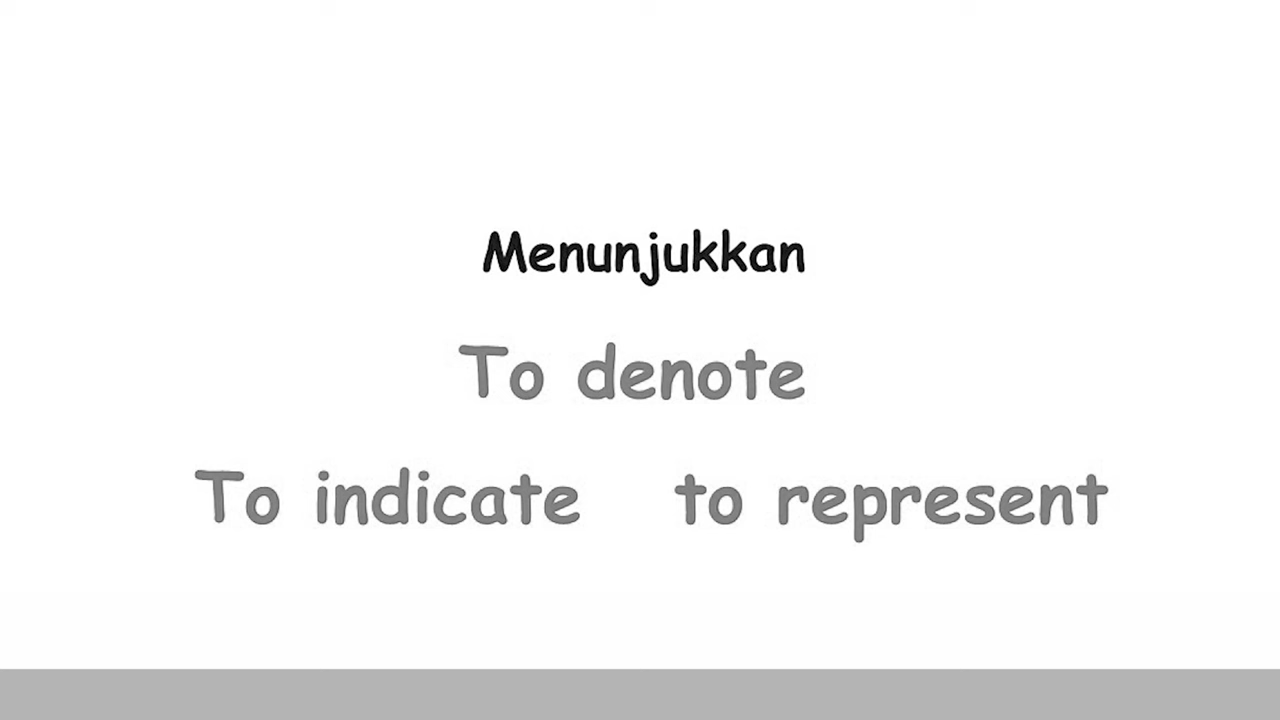 Menunjukkan
To denote
To indicate to represent